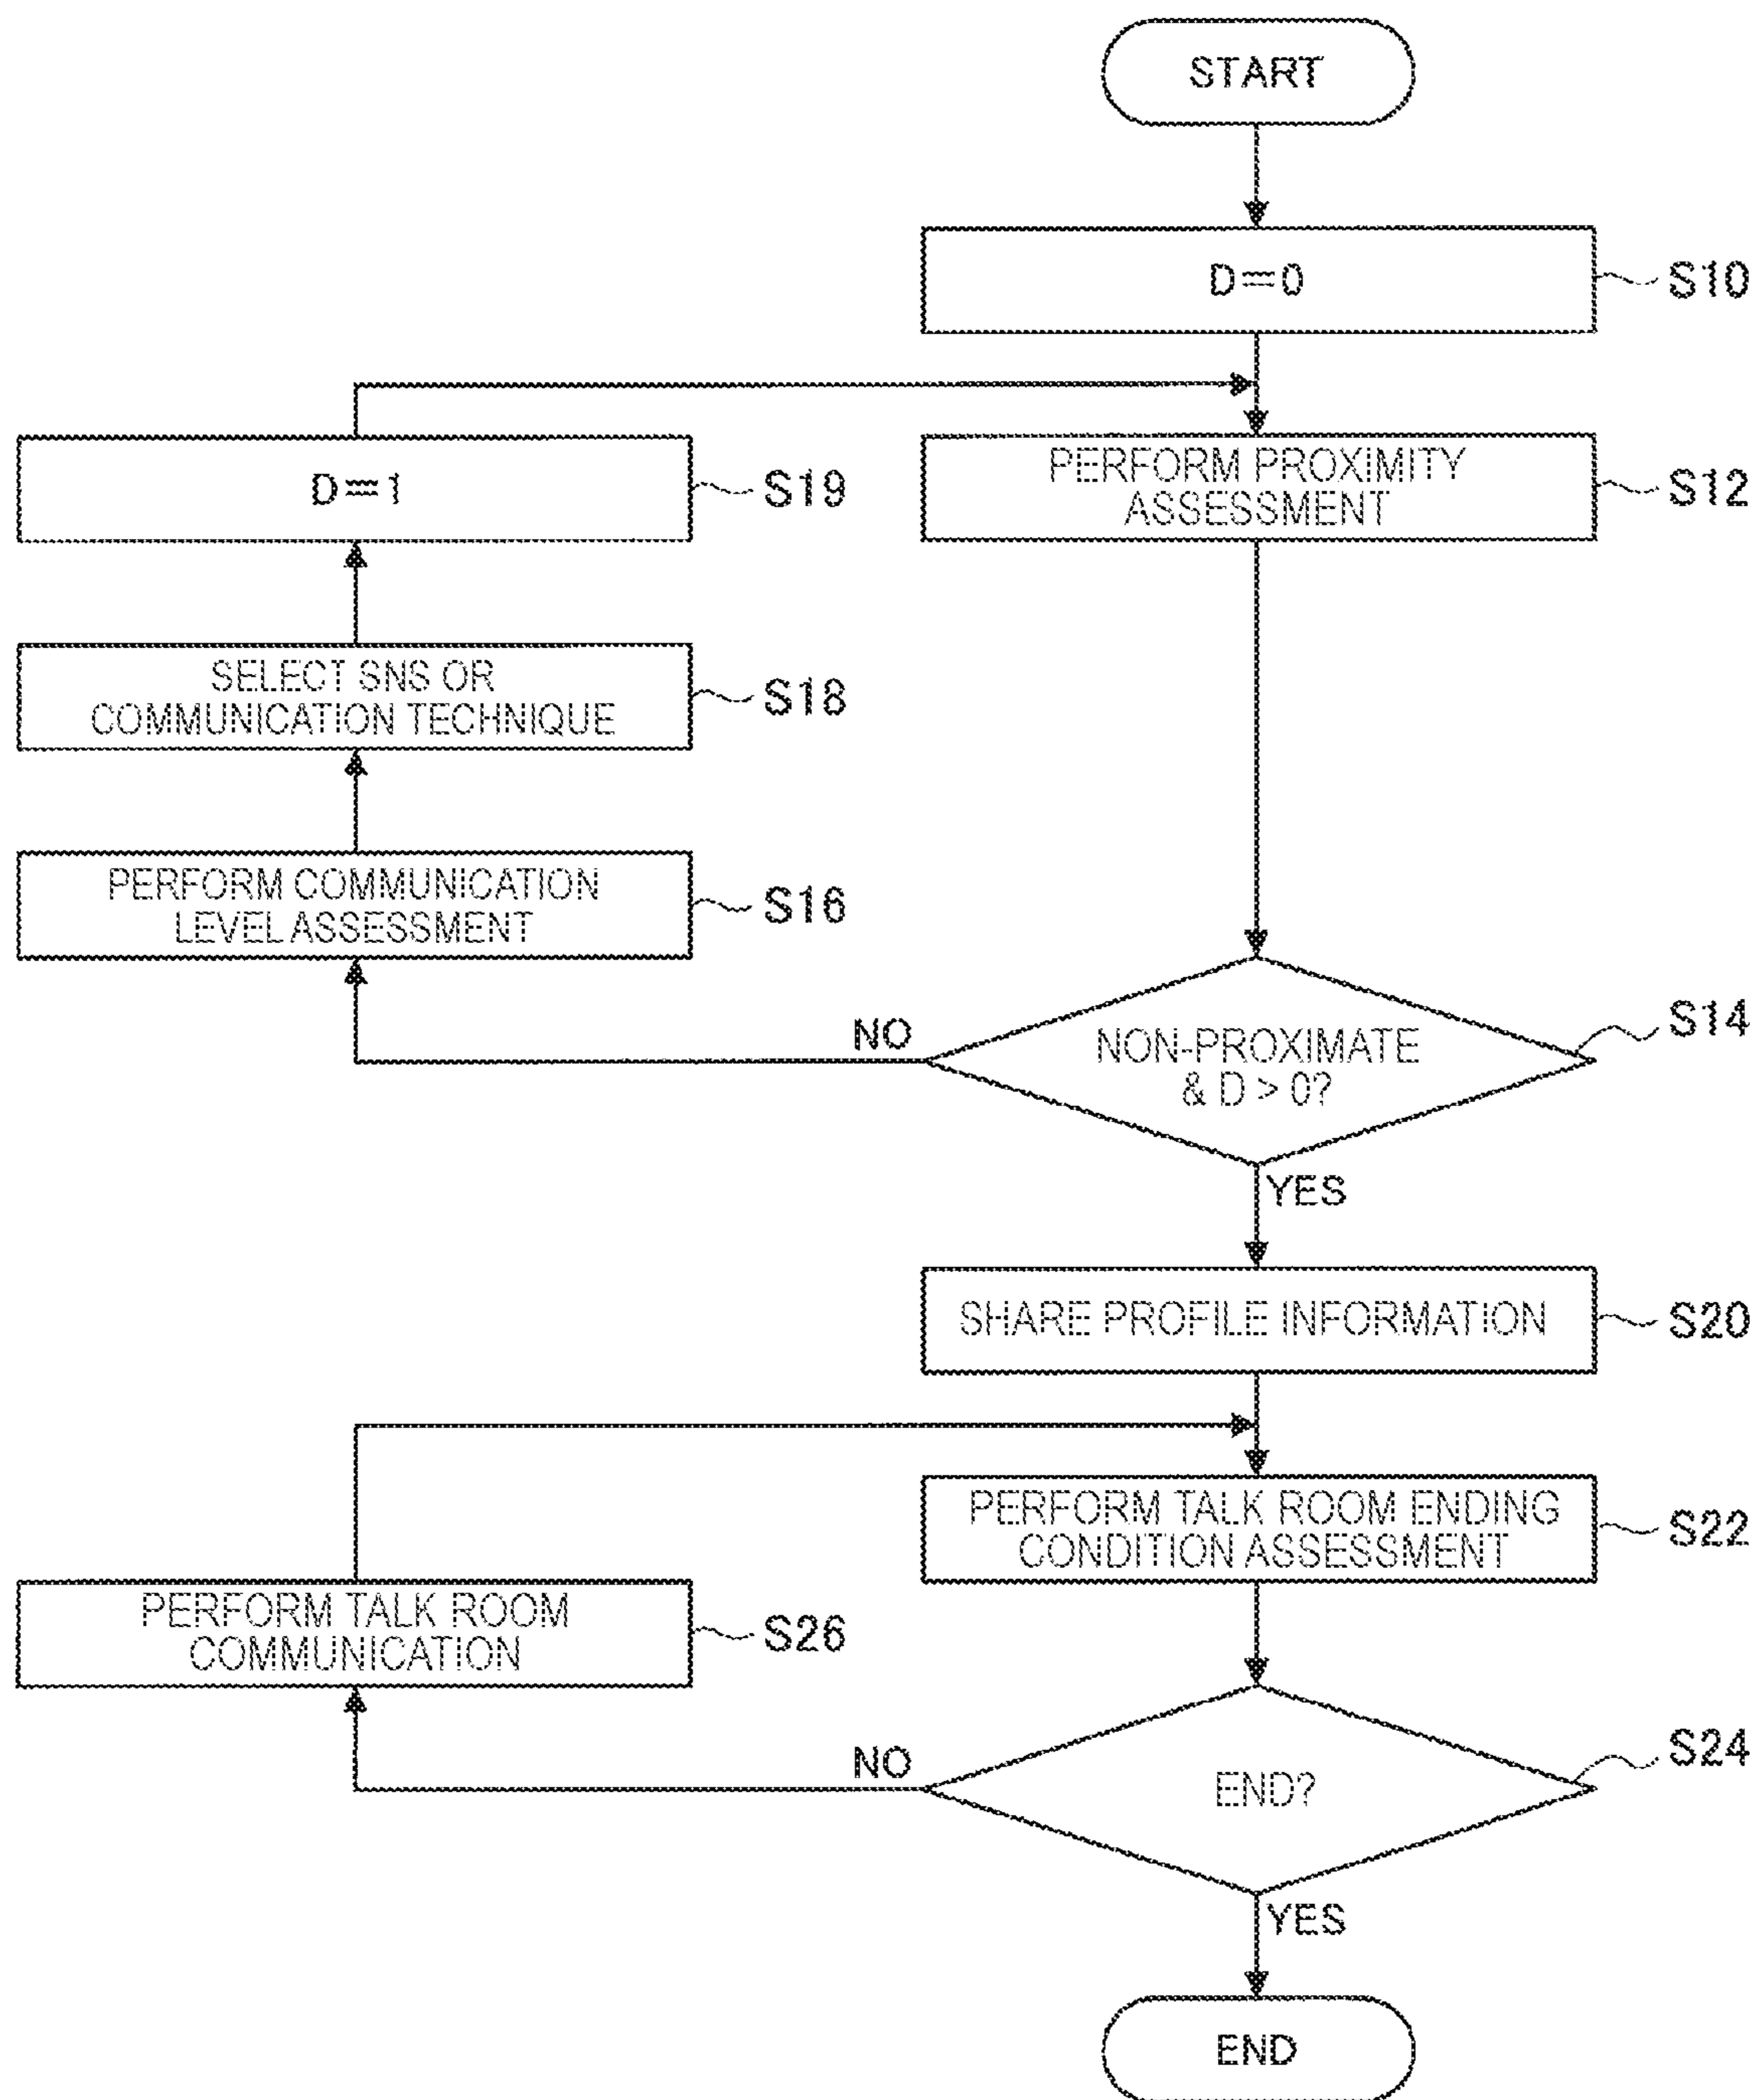 START
D=0
S10
D=1
S19
PERFORM PROXIMITY
ASSESSMENT
S12
SELECT SNS OR
COMMUNICATION TECHNIQUE
S18
PERFORM COMMUNICATION
LEVEL ASSESSMENT
S16
NO
NON-PROXIMATE
& D > 0?
S14
YES
SHARE PROFILE INFORMATION
S20
PERFORM TALK ROOM ENDING
CONDITION ASSESSMENT
S22
PERFORM TALK ROOM
COMMUNICATION
S26
NO
END?
S24
YES
END